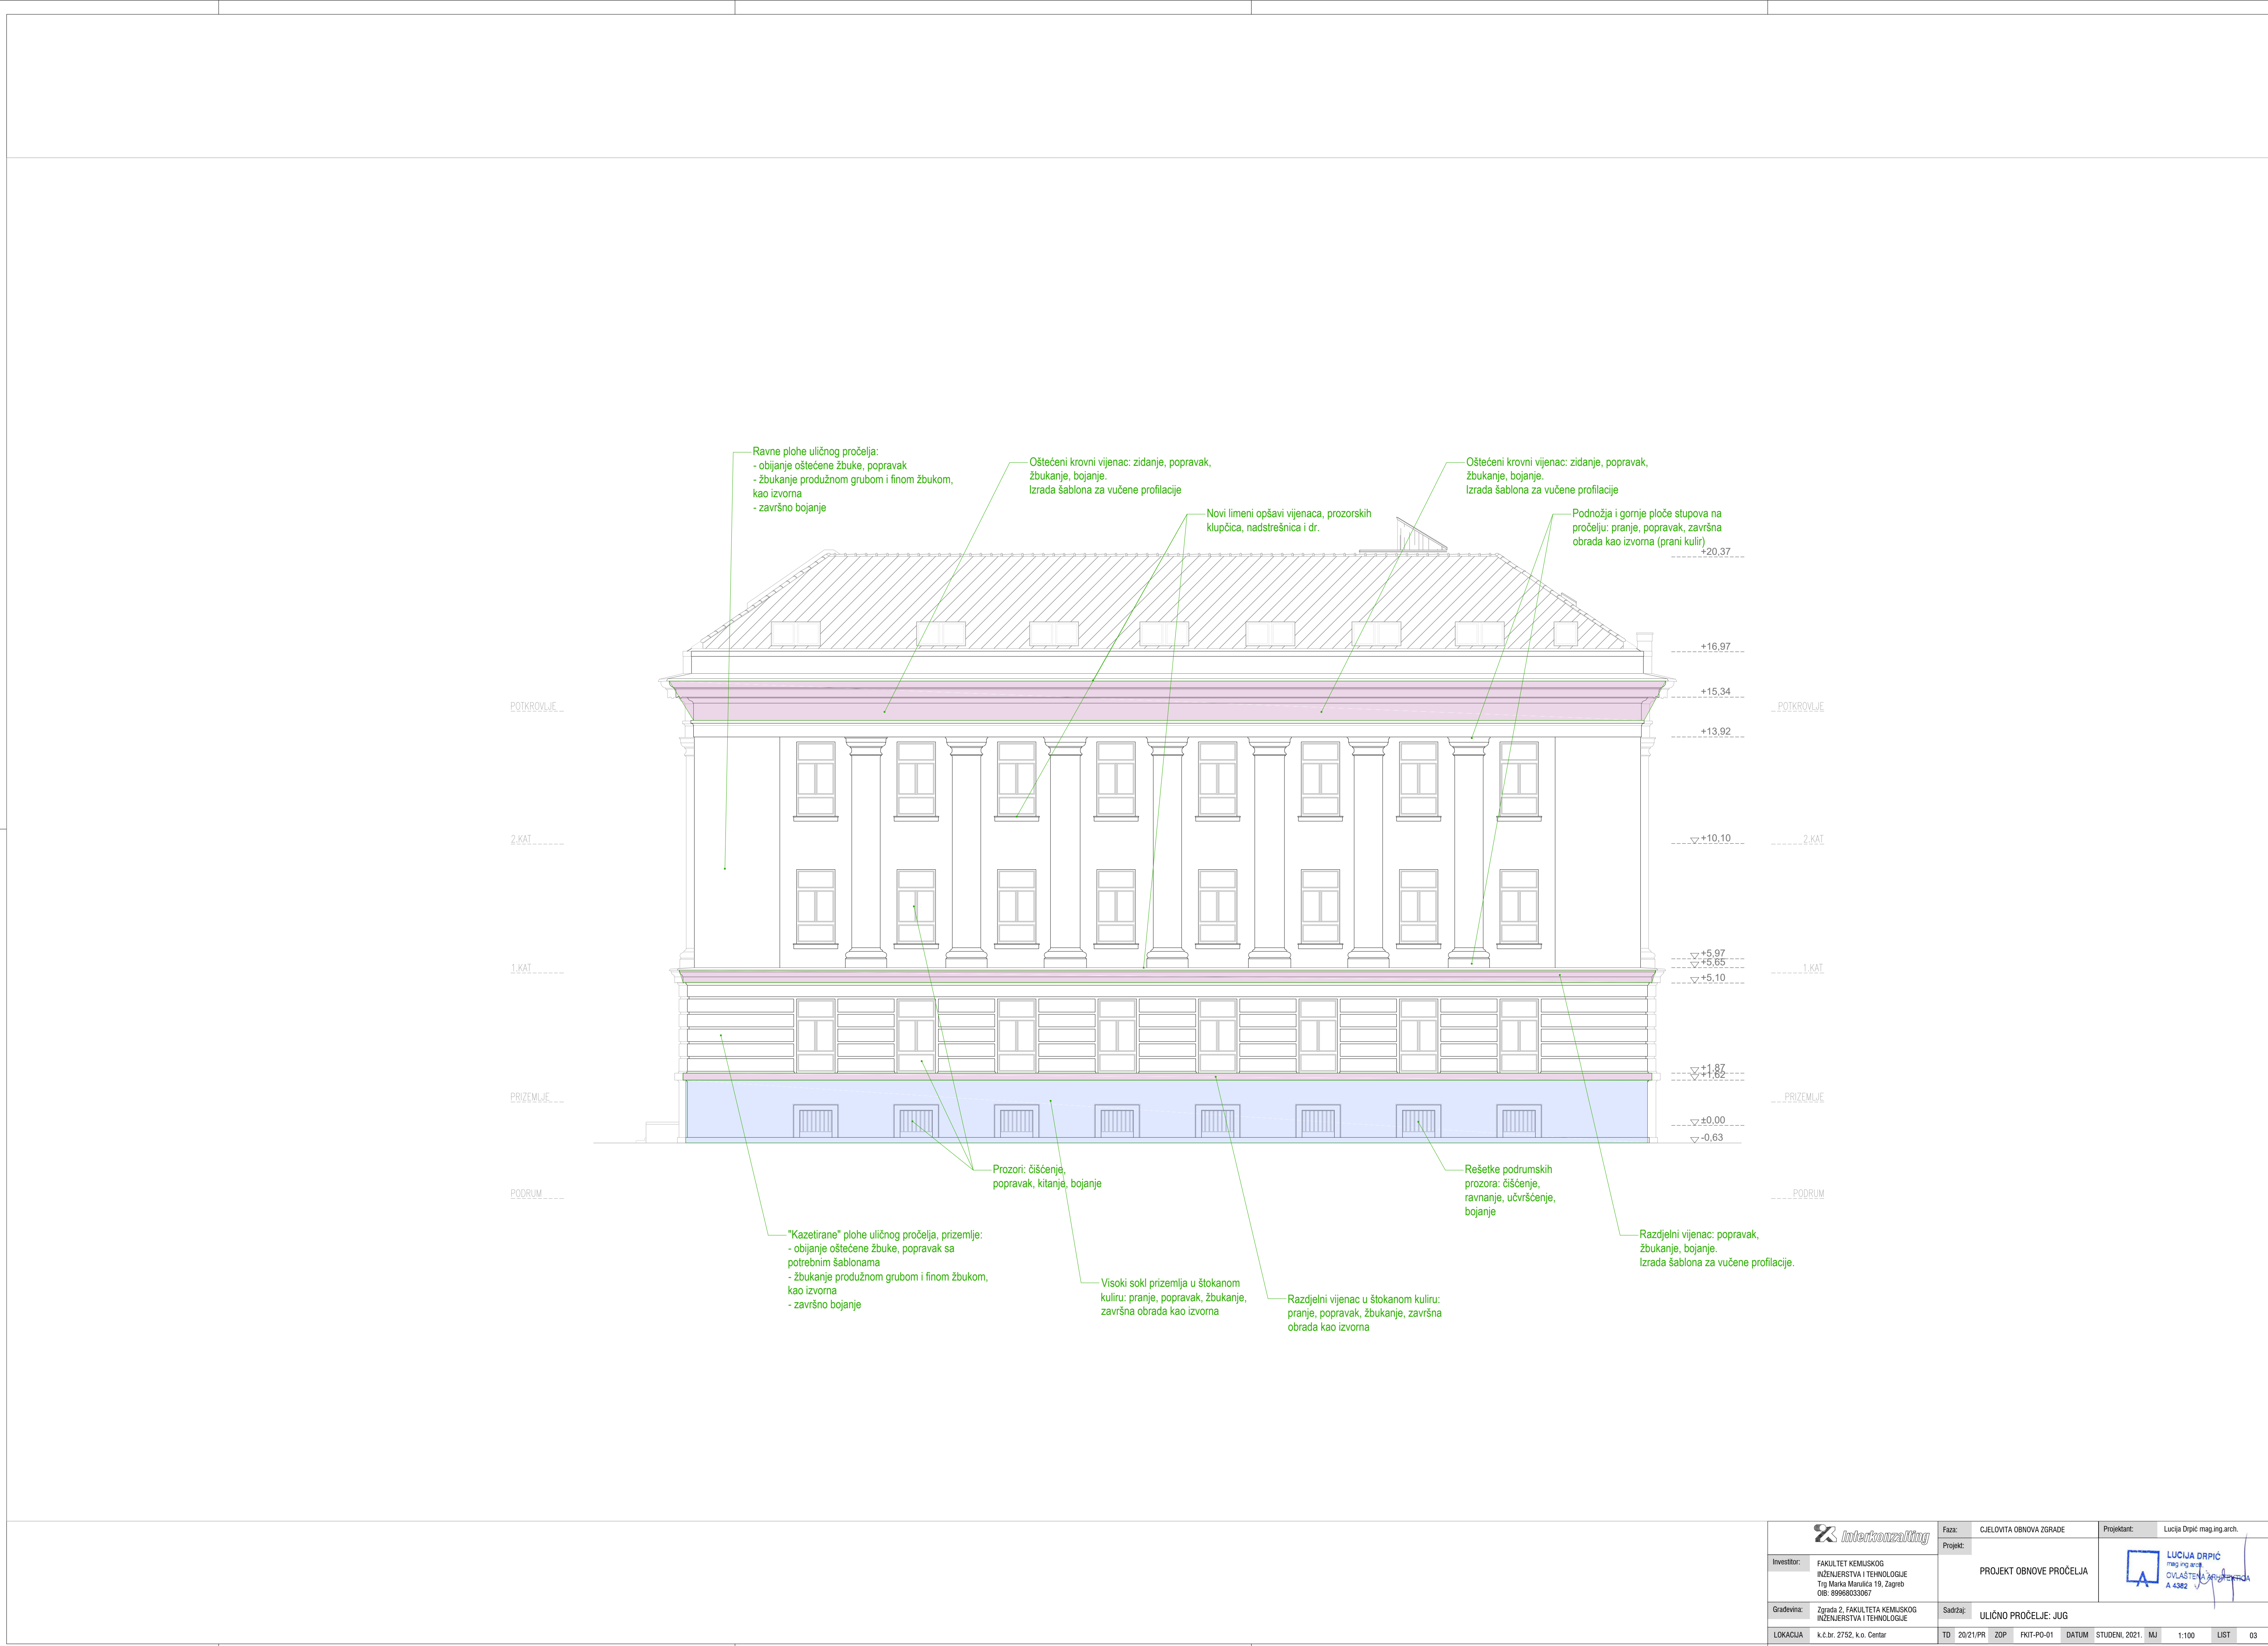 Ravne plohe uličnog pročelja:
- obijanje oštećene žbuke, popravak
- žbukanje produžnom grubom i finom žbukom,
kao izvorna
- završno bojanje
Oštećeni krovni vijenac: zidanje, popravak,
žbukanje, bojanje.
Izrada šablona za vučene profilacije
Novi limeni opšavi vijenaca, prozorskih
klupčica, nadstrešnica i dr.
Oštećeni krovni vijenac: zidanje, popravak,
žbukanje, bojanje.
Izrada šablona za vučene profilacije
Podnožja i gornje ploče stupova na
pročelju: pranje, popravak, završna
obrada kao izvorna (prani kulir)
+20,37
+16,97
+15,34
+13,92
+10,10
+5,97
+5,65
+5,10
+1,87
+1,62
±0,00
-0,63
POTKROVLJE
2.KAT
1.KAT
PRIZEMLJE
PODRUM
POTKROVLJE
2.KAT
1.KAT
PRIZEMLJE
PODRUM
Prozori: čišćenje,
popravak, kitanje, bojanje
Rešetke podrumskih
prozora: čišćenje,
ravnanje, učvršćenje,
bojanje
"Kazetirane" plohe uličnog pročelja, prizemlje:
- obijanje oštećene žbuke, popravak sa
potrebnim šablonama
- žbukanje produžnom grubom i finom žbukom,
kao izvorna
- završno bojanje
Visoki sokl prizemlja u štokanom
kuliru: pranje, popravak, žbukanje,
završna obrada kao izvorna
Razdjelni vijenac u štokanom kuliru:
pranje, popravak, žbukanje, završna
obrada kao izvorna
Razdjelni vijenac: popravak,
žbukanje, bojanje.
Izrada šablona za vučene profilacije.
Interkonzalting
Faza: CJELOVITA OBNOVA ZGRADE
Projektant: Lucija Drpić mag.ing.arch.
Investitor: FAKULTET KEMIJSKOG
INŽENJERSTVA I TEHNOLOGIJE
Trg Marka Marulića 19, Zagreb
OIB: 89968033067
Projekt:
PROJEKT OBNOVE PROČELJA
LUCIJA DRPIĆ
mag.ing.arch.
OVLAŠTENA ARHITEKTICA
A 4382
Građevina: Zgrada 2, FAKULTETA KEMIJSKOG
INŽENJERSTVA I TEHNOLOGIJE
Sadržaj: ULIČNO PROČELJE: JUG
LOKACIJA k.č.br. 2752, k.o. Centar
TD 20/21/PR ZOP FKIT-PO-01 DATUM STUDENI, 2021. MJ 1:100 LIST 03